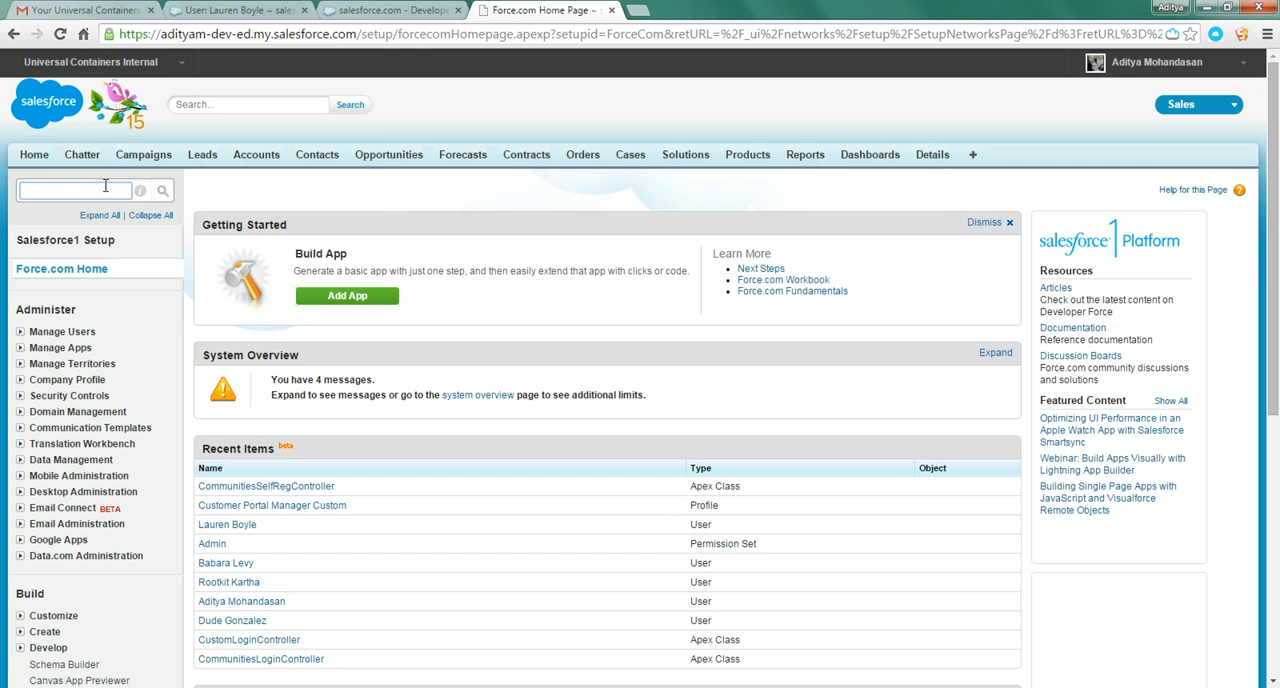 Aditya
Your Universal Containers
User: Lauren Boyle ~ sales
salesforce.com - Develope
Force.com Home Page ~ s
https://adityam-dev-ed.my.salesforce.com/setup/forcecomHomepage.apexp?setupid=ForceCom&retURL=%2F_ui%2Fnetworks%2Fsetup%2FSetupNetworksPage%2Fd%3FretURL%3D%2
Universal Containers Internal
Aditya Mohandasan
salesforce
15
Search...
Search
Sales
Home
Chatter
Campaigns
Leads
Accounts
Contacts
Opportunities
Forecasts
Contracts
Orders
Cases
Solutions
Products
Reports
Dashboards
Details
+
Expand All | Collapse All
Salesforce1 Setup
Force.com Home
Administer
Manage Users
Manage Apps
Manage Territories
Company Profile
Security Controls
Domain Management
Communication Templates
Translation Workbench
Data Management
Mobile Administration
Desktop Administration
Email Connect BETA
Email Administration
Google Apps
Data.com Administration
Build
Customize
Create
Develop
Schema Builder
Canvas App Previewer
Help for this Page ?
Getting Started
Dismiss
Build App
Generate a basic app with just one step, and then easily extend that app with clicks or code.
Add App
Learn More
Next Steps
Force.com Workbook
Force.com Fundamentals
System Overview
Expand
You have 4 messages.
Expand to see messages or go to the system overview page to see additional limits.
Recent Items beta
Name Type Object
CommunitiesSelfRegController Apex Class
Customer Portal Manager Custom Profile
Lauren Boyle User
Admin Permission Set
Babara Levy User
Rootkit Kartha User
Aditya Mohandasan User
Dude Gonzalez User
CustomLoginController Apex Class
CommunitiesLoginController Apex Class
salesforce1 Platform
Resources
Articles
Check out the latest content on
Developer Force
Documentation
Reference documentation
Discussion Boards
Force.com community discussions
and solutions
Featured Content
Show All
Optimizing UI Performance in an
Apple Watch App with Salesforce
Smartsync
Webinar: Build Apps Visually with
Lightning App Builder
Building Single Page Apps with
JavaScript and Visualforce
Remote Objects